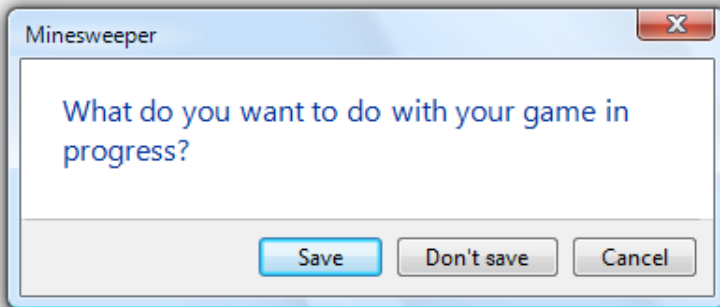 Minesweeper
What do you want to do with your game in
progress?
Save Don't save Cancel